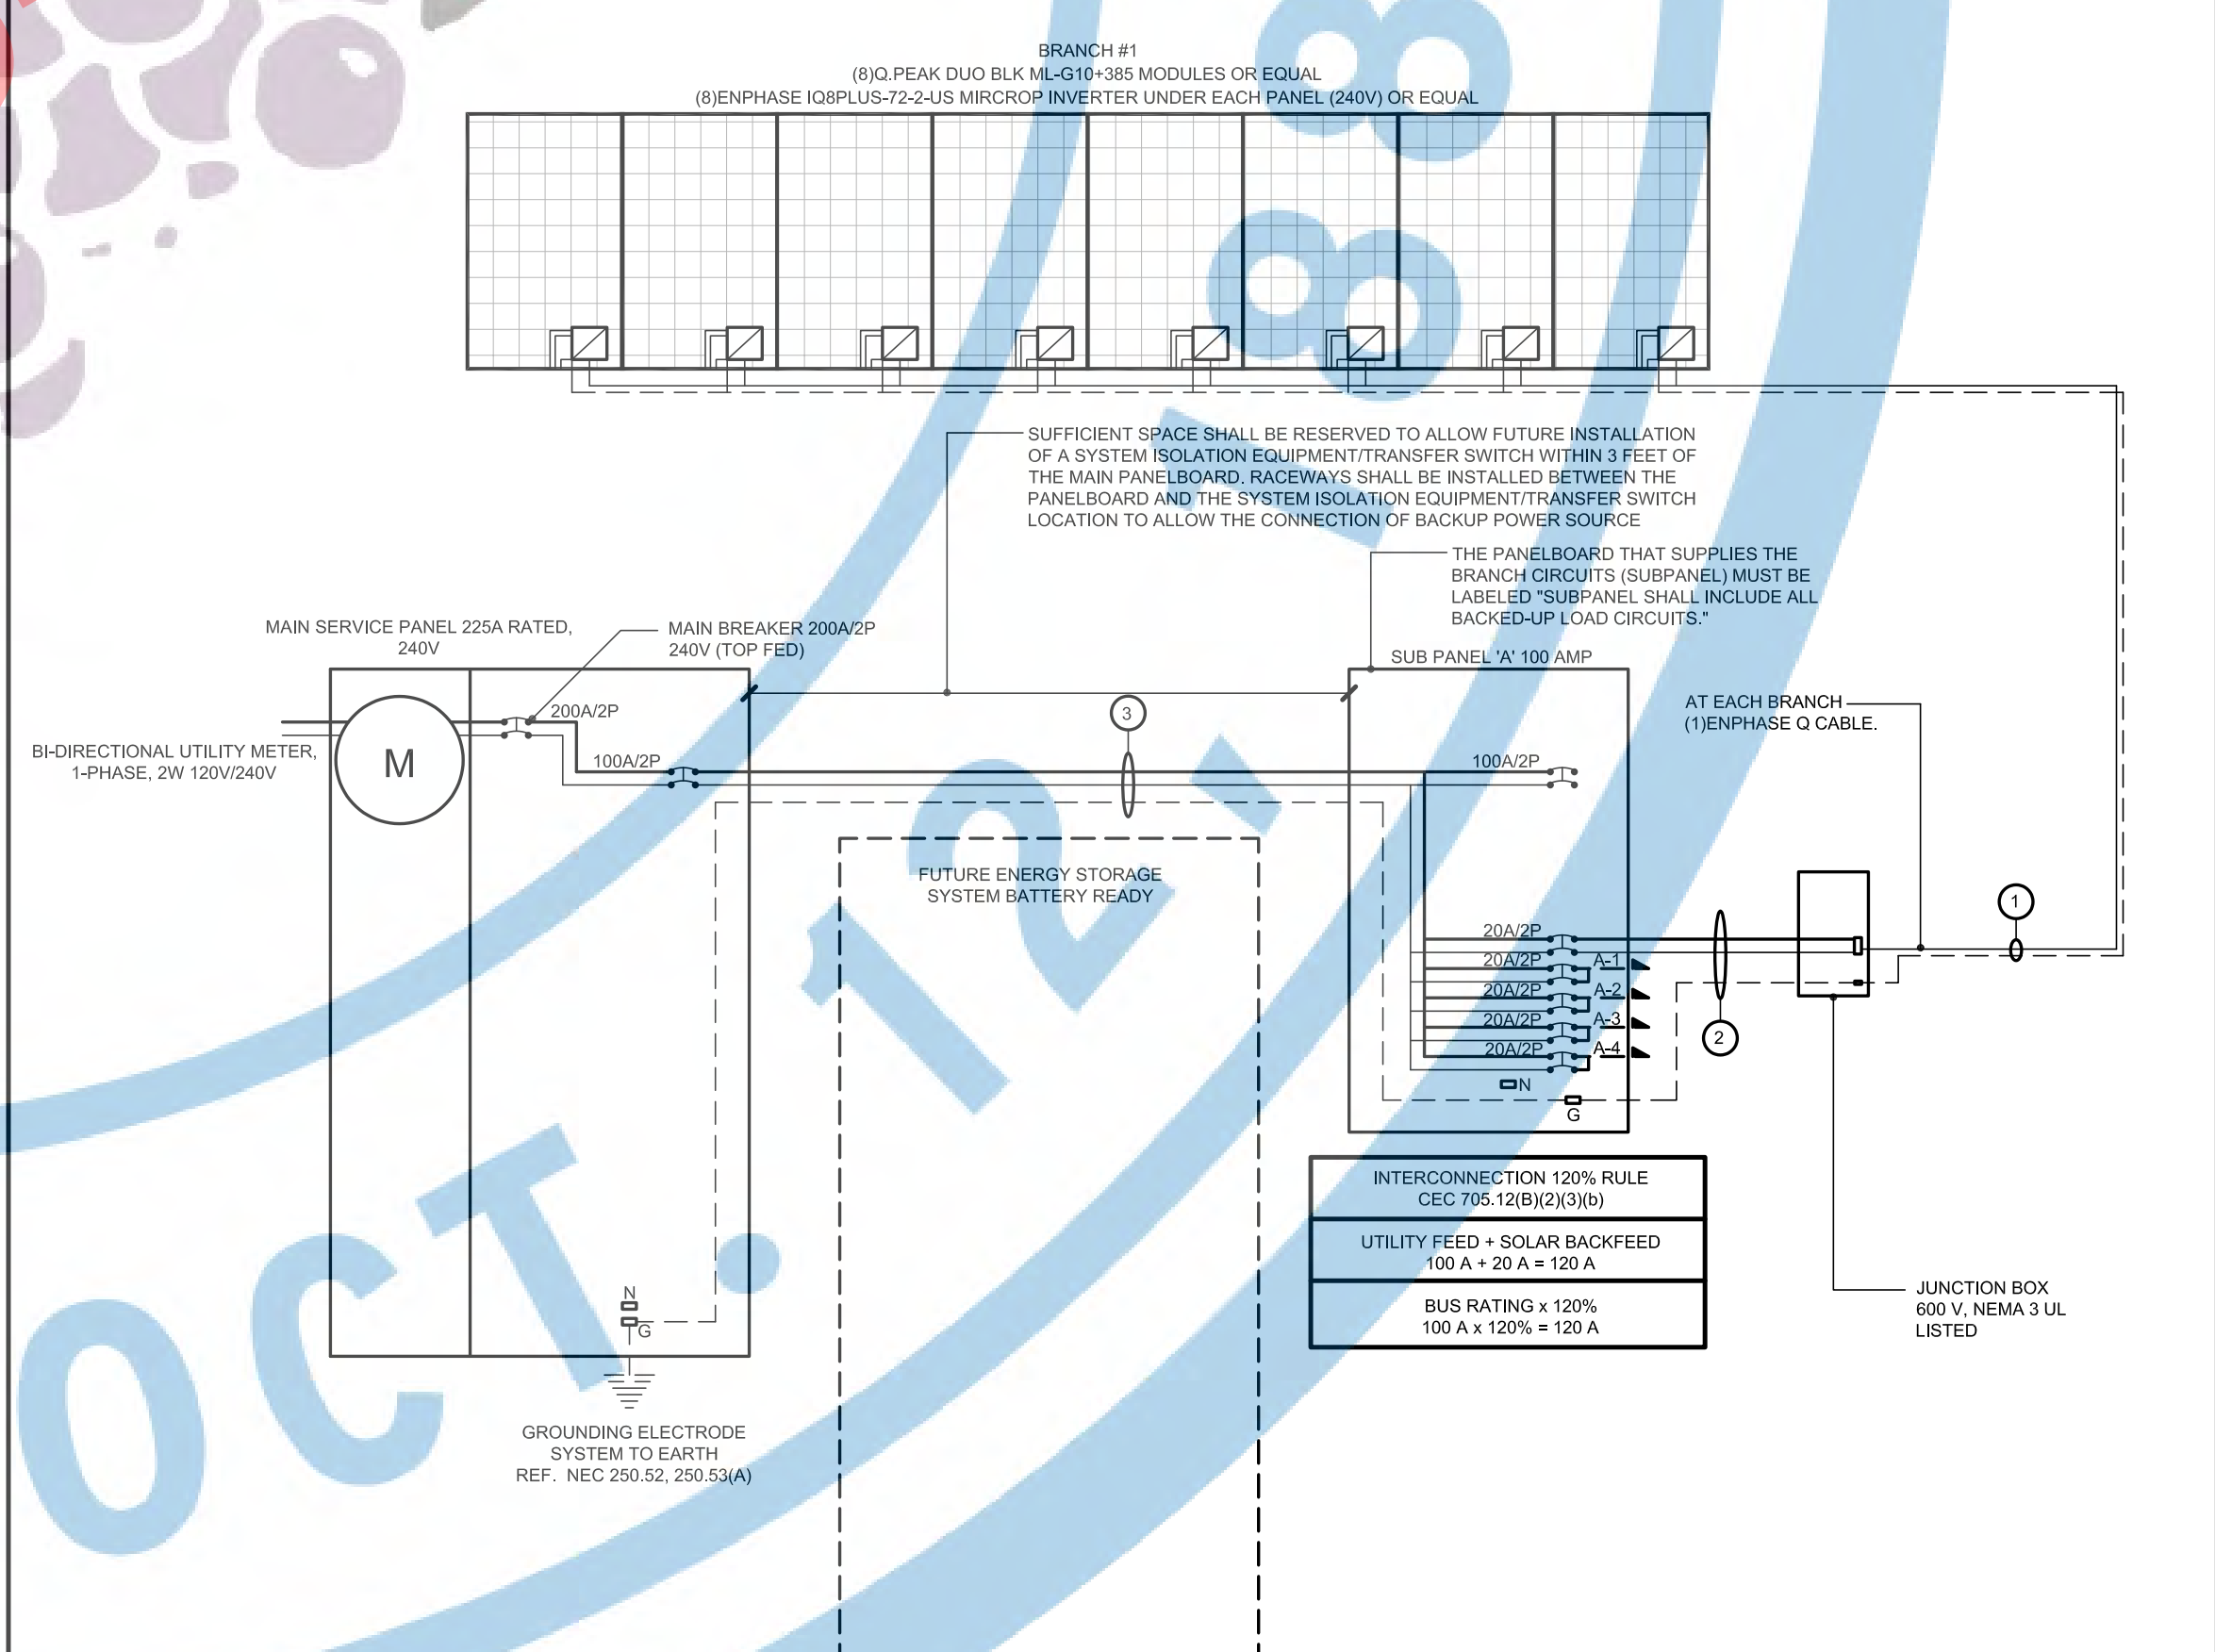 BRANCH #1
(8)Q.PEAK DUO BLK ML-G10+385 MODULES OR EQUAL
(8)ENPHASE IQ8PLUS-72-2-US MIRCROP INVERTER UNDER EACH PANEL (240V) OR EQUAL
SUFFICIENT SPACE SHALL BE RESERVED TO ALLOW FUTURE INSTALLATION
OF A SYSTEM ISOLATION EQUIPMENT/TRANSFER SWITCH WITHIN 3 FEET OF
THE MAIN PANELBOARD. RACEWAYS SHALL BE INSTALLED BETWEEN THE
PANELBOARD AND THE SYSTEM ISOLATION EQUIPMENT/TRANSFER SWITCH
LOCATION TO ALLOW THE CONNECTION OF BACKUP POWER SOURCE
THE PANELBOARD THAT SUPPLIES THE
BRANCH CIRCUITS (SUBPANEL) MUST BE
LABELED "SUBPANEL SHALL INCLUDE ALL
BACKED-UP LOAD CIRCUITS."
MAIN SERVICE PANEL 225A RATED,
240V
MAIN BREAKER 200A/2P
240V (TOP FED)
SUB PANEL 'A' 100 AMP
AT EACH BRANCH
(1)ENPHASE Q CABLE.
200A/2P
3
BI-DIRECTIONAL UTILITY METER,
1-PHASE, 2W 120V/240V
M
100A/2P
100A/2P
FUTURE ENERGY STORAGE
SYSTEM BATTERY READY
1
20A/2P
20A/2P A-1
20A/2P A-2
20A/2P A-3
20A/2P A-4
2
N
G
INTERCONNECTION 120% RULE
CEC 705.12(B)(2)(3)(b)
UTILITY FEED + SOLAR BACKFEED
100 A + 20 A = 120 A
BUS RATING x 120%
100 A x 120% = 120 A
JUNCTION BOX
600 V, NEMA 3 UL
LISTED
N
G
GROUNDING ELECTRODE
SYSTEM TO EARTH
REF. NEC 250.52, 250.53(A)
OCT. 12, 188